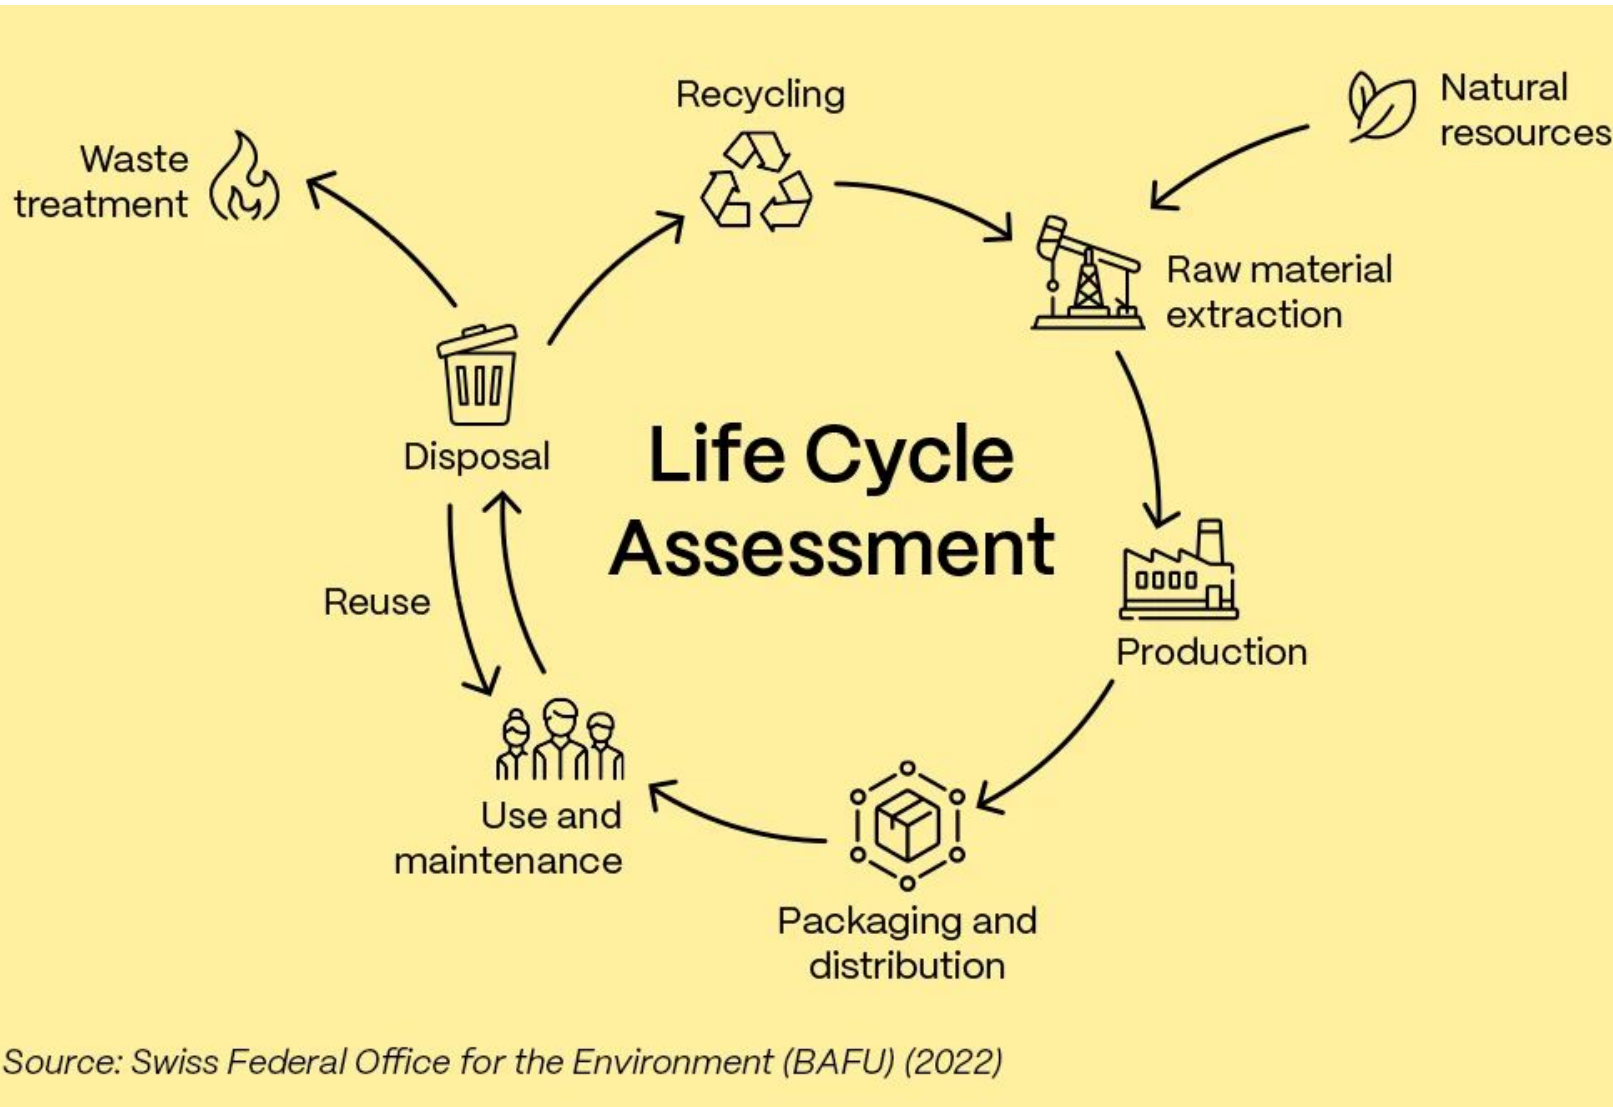 Recycling
Natural
resources
Waste
treatment
Raw material
extraction
Life Cycle
Assessment
Disposal
Reuse
Production
Use and
maintenance
Packaging and
distribution
Source: Swiss Federal Office for the Environment (BAFU) (2022)